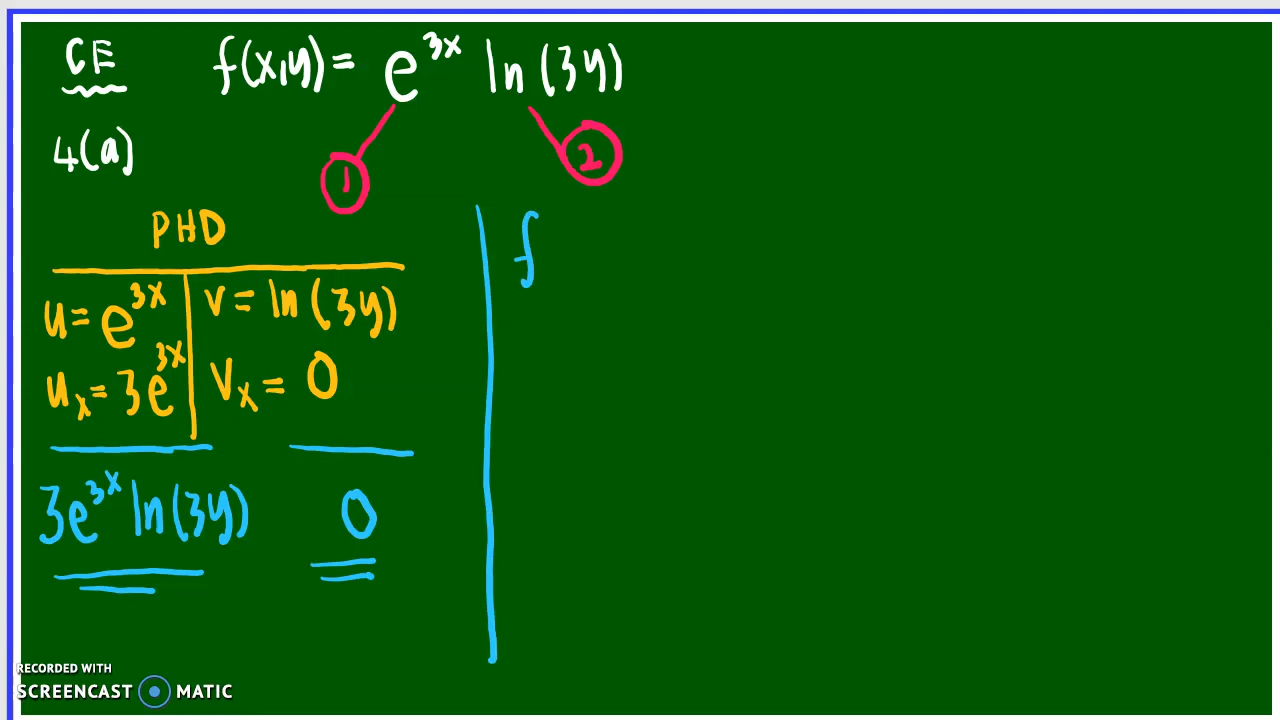 CE f(x,y) = e^{3x} ln(3y)
4(a) 1 2
PHD
u = e^{3x} v = ln(3y)
u_x = 3e^{3x} v_x = 0
3e^{3x} ln(3y) 0
f
RECORDED WITH
SCREENCAST MATIC